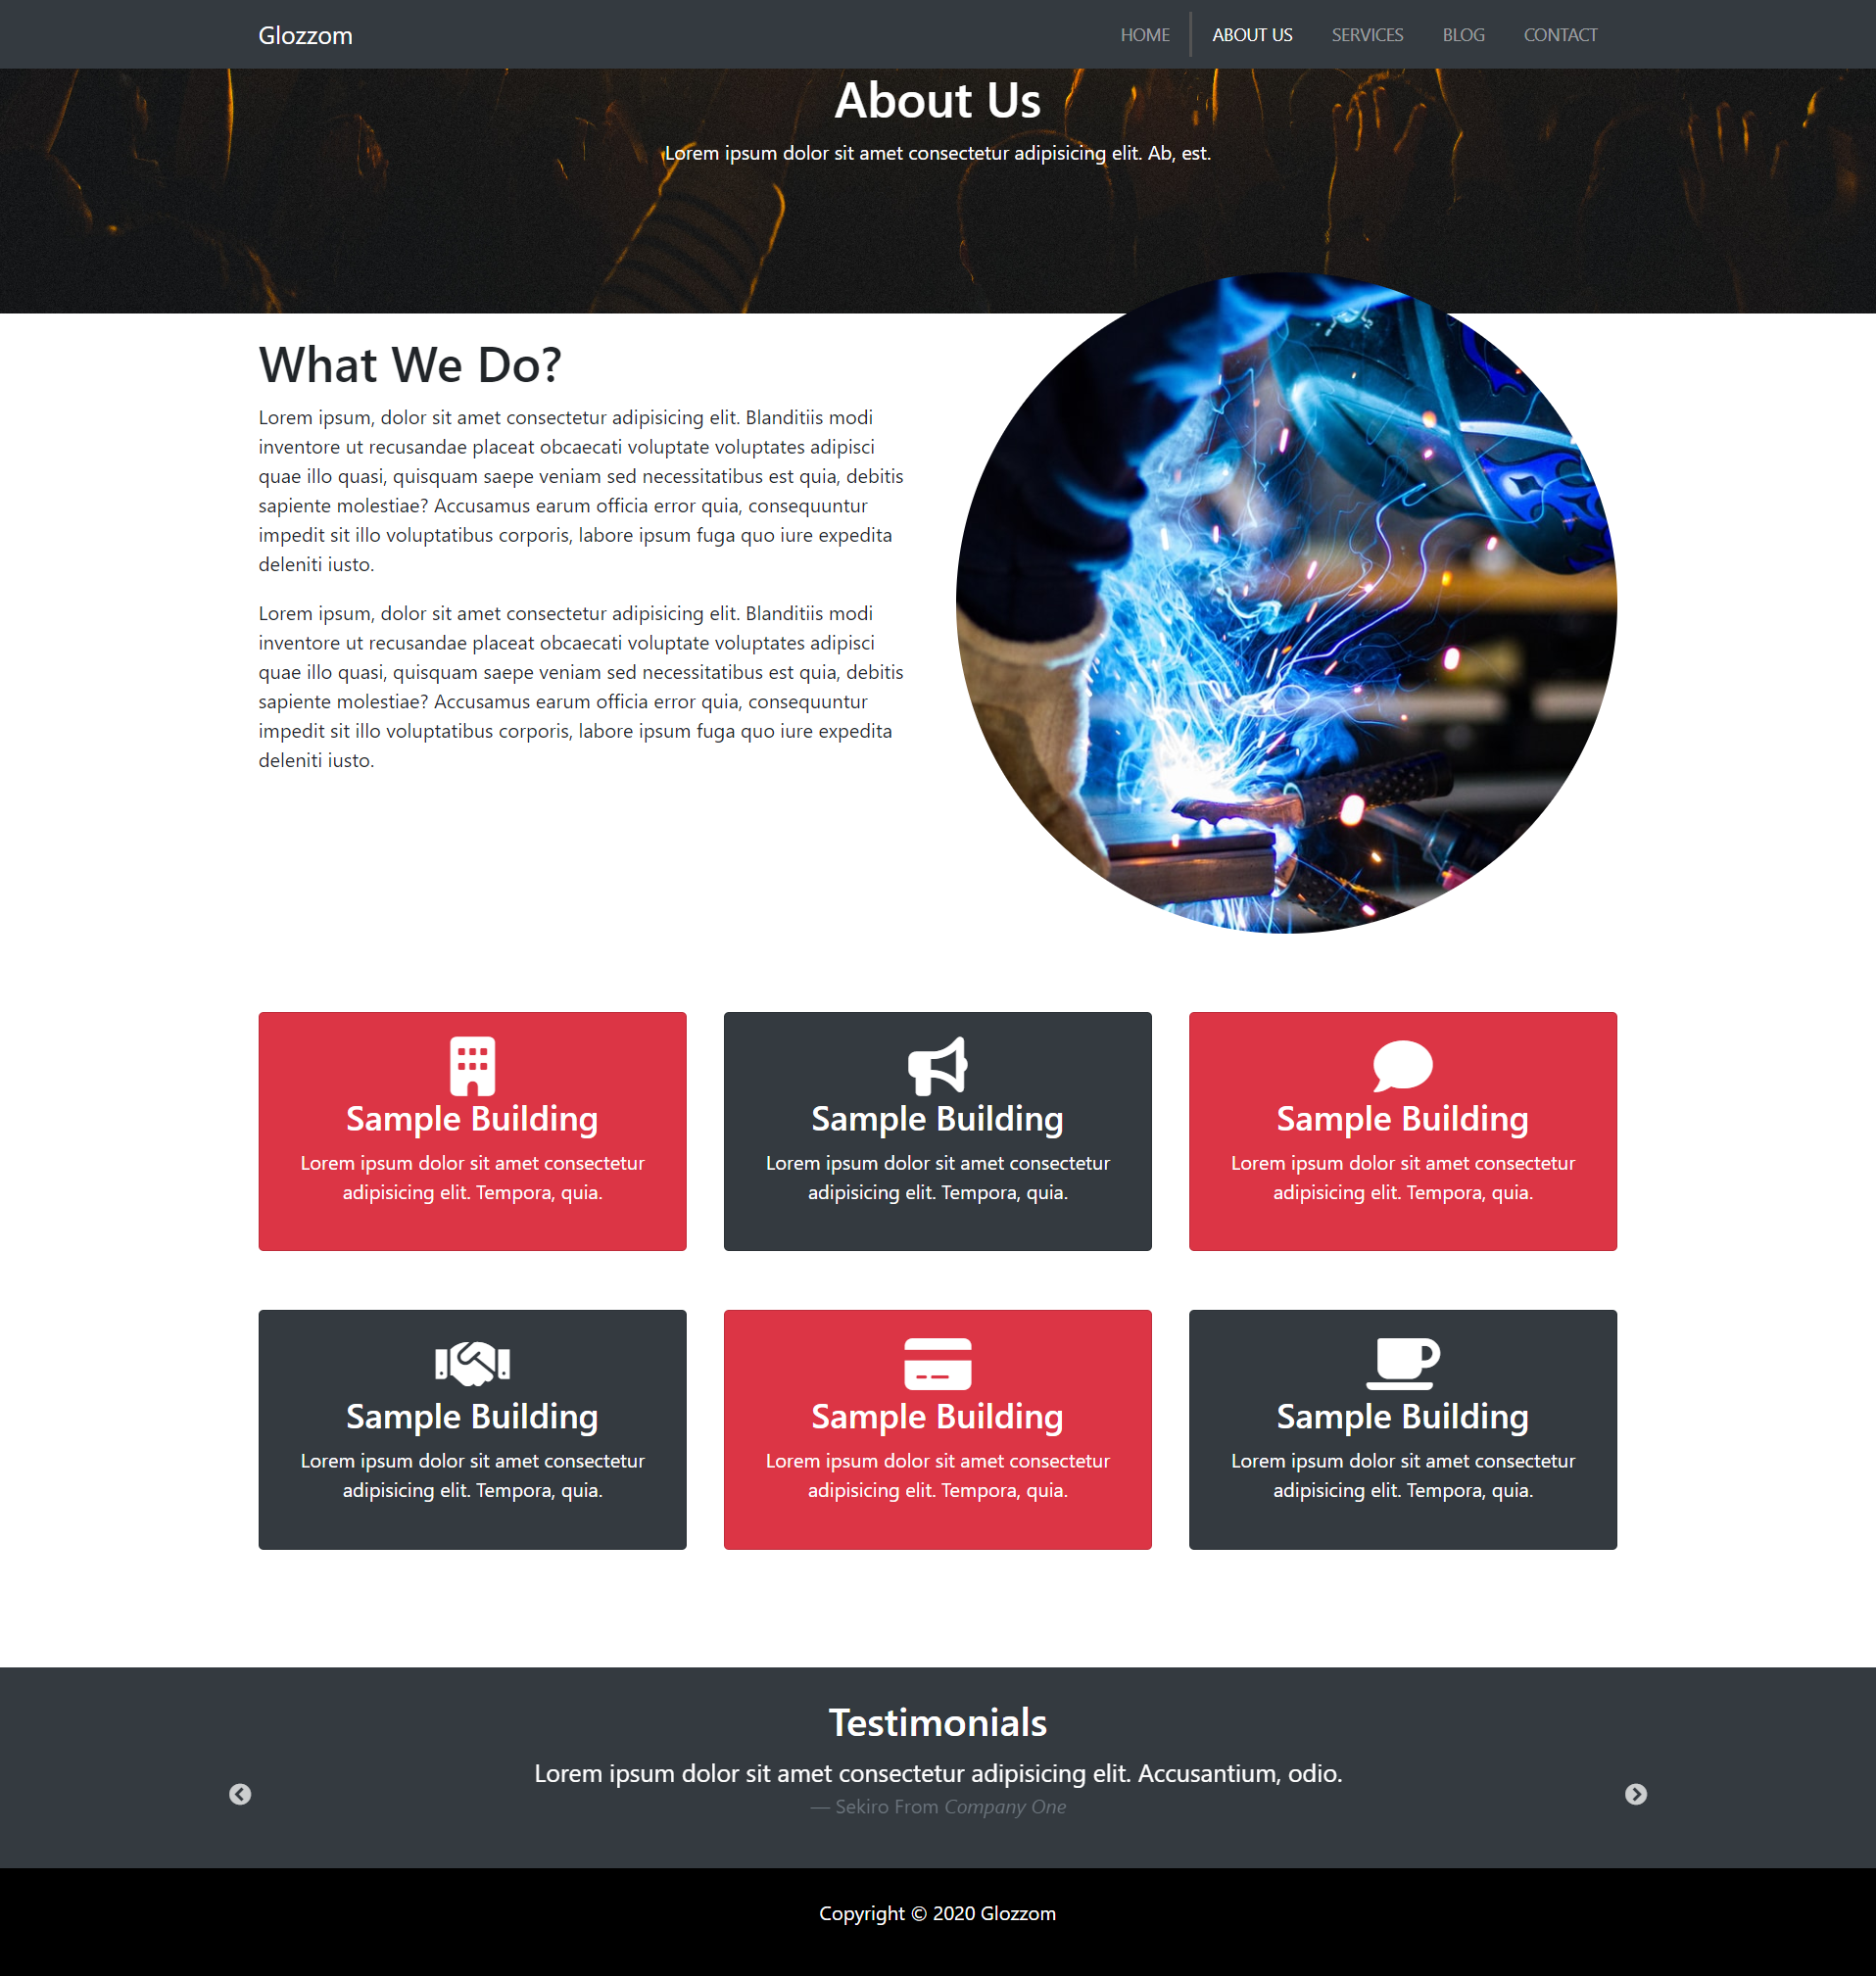 Glozzom
HOME ABOUT US SERVICES BLOG CONTACT
About Us
Lorem ipsum dolor sit amet consectetur adipisicing elit. Ab, est.
What We Do?
Lorem ipsum, dolor sit amet consectetur adipisicing elit. Blanditiis modi
inventore ut recusandae placeat obcaecati voluptate voluptates adipisci
quae illo quasi, quisquam saepe veniam sed necessitatibus est quia, debitis
sapiente molestiae? Accusamus earum officia error quia, consequuntur
impedit sit illo voluptatibus corporis, labore ipsum fuga quo iure expedita
deleniti iusto.
Lorem ipsum, dolor sit amet consectetur adipisicing elit. Blanditiis modi
inventore ut recusandae placeat obcaecati voluptate voluptates adipisci
quae illo quasi, quisquam saepe veniam sed necessitatibus est quia, debitis
sapiente molestiae? Accusamus earum officia error quia, consequuntur
impedit sit illo voluptatibus corporis, labore ipsum fuga quo iure expedita
deleniti iusto.
Sample Building
Lorem ipsum dolor sit amet consectetur
adipisicing elit. Tempora, quia.
Sample Building
Lorem ipsum dolor sit amet consectetur
adipisicing elit. Tempora, quia.
Sample Building
Lorem ipsum dolor sit amet consectetur
adipisicing elit. Tempora, quia.
Sample Building
Lorem ipsum dolor sit amet consectetur
adipisicing elit. Tempora, quia.
Sample Building
Lorem ipsum dolor sit amet consectetur
adipisicing elit. Tempora, quia.
Sample Building
Lorem ipsum dolor sit amet consectetur
adipisicing elit. Tempora, quia.
Testimonials
Lorem ipsum dolor sit amet consectetur adipisicing elit. Accusantium, odio.
— Sekiro From Company One
Copyright © 2020 Glozzom